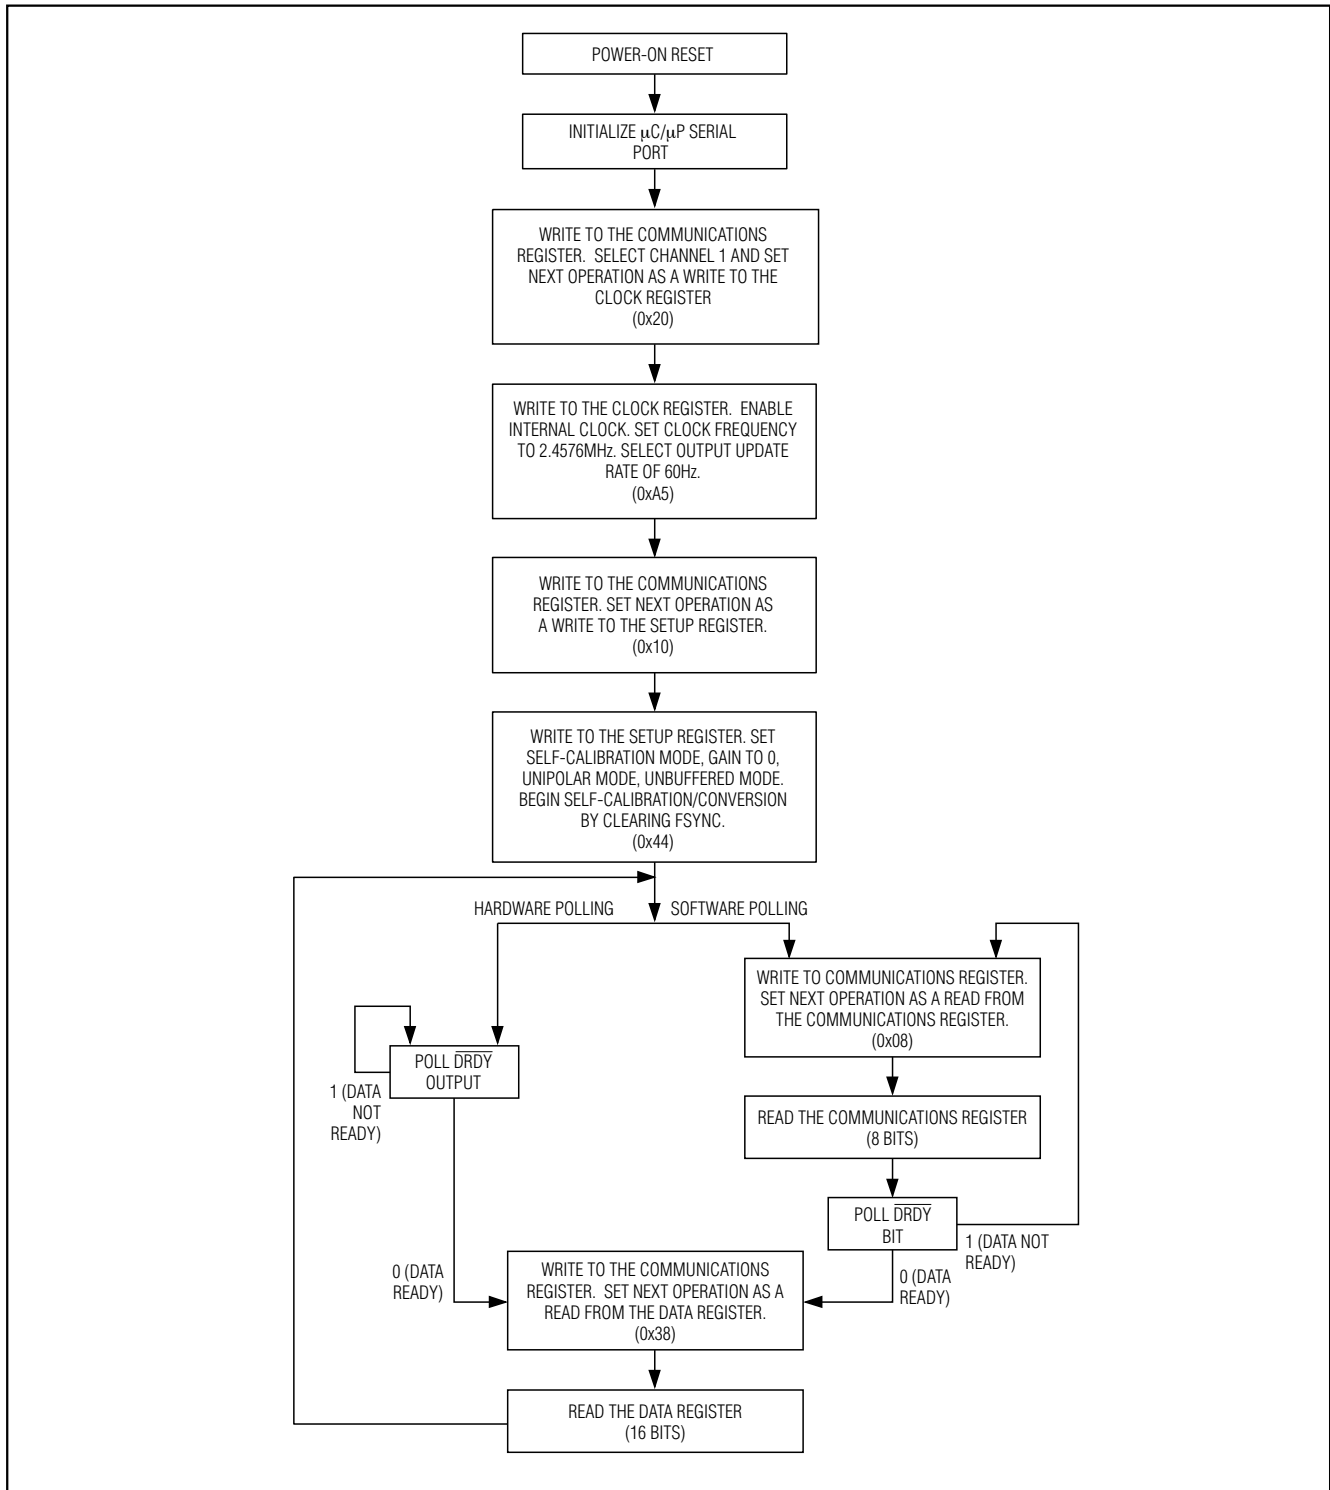 POWER-ON RESET
INITIALIZE µC/µP SERIAL
PORT
WRITE TO THE COMMUNICATIONS
REGISTER. SELECT CHANNEL 1 AND SET
NEXT OPERATION AS A WRITE TO THE
CLOCK REGISTER
(0x20)
WRITE TO THE CLOCK REGISTER. ENABLE
INTERNAL CLOCK. SET CLOCK FREQUENCY
TO 2.4576MHz. SELECT OUTPUT UPDATE
RATE OF 60Hz.
(0xA5)
WRITE TO THE COMMUNICATIONS
REGISTER. SET NEXT OPERATION AS
A WRITE TO THE SETUP REGISTER.
(0x10)
WRITE TO THE SETUP REGISTER. SET
SELF-CALIBRATION MODE, GAIN TO 0,
UNIPOLAR MODE, UNBUFFERED MODE.
BEGIN SELF-CALIBRATION/CONVERSION
BY CLEARING FSYNC.
(0x44)
HARDWARE POLLING
SOFTWARE POLLING
WRITE TO COMMUNICATIONS REGISTER.
SET NEXT OPERATION AS A READ FROM
THE COMMUNICATIONS REGISTER.
(0x08)
POLL D̅R̅D̅Y̅
OUTPUT
1 (DATA
NOT
READY)
READ THE COMMUNICATIONS REGISTER
(8 BITS)
POLL D̅R̅D̅Y̅
BIT
1 (DATA NOT
READY)
0 (DATA
READY)
0 (DATA
READY)
WRITE TO THE COMMUNICATIONS
REGISTER. SET NEXT OPERATION AS A
READ FROM THE DATA REGISTER.
(0x38)
READ THE DATA REGISTER
(16 BITS)